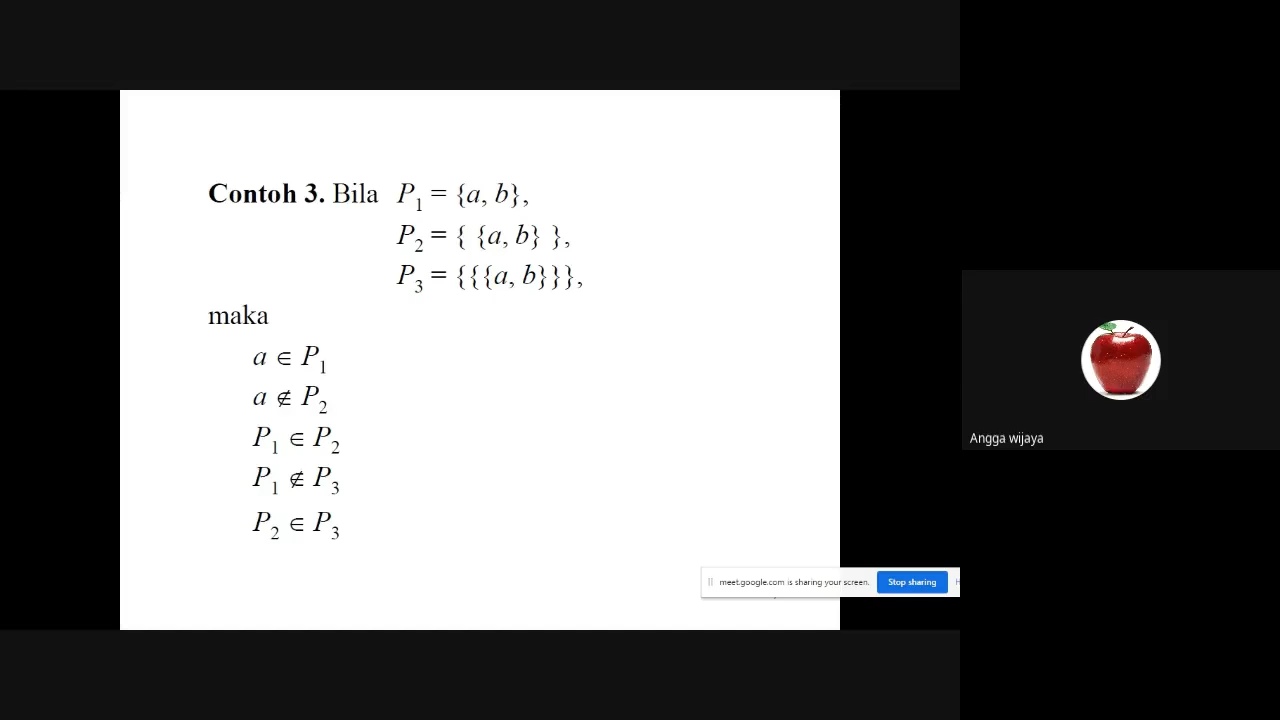 Contoh 3. Bila P₁ = {a, b},
P₂ = { {a, b} },
P₃ = {{{a, b}}},
maka
a ∈ P₁
a ∉ P₂
P₁ ∈ P₂
P₁ ∉ P₃
P₂ ∈ P₃
Angga wijaya
meet.google.com is sharing your screen. Stop sharing H